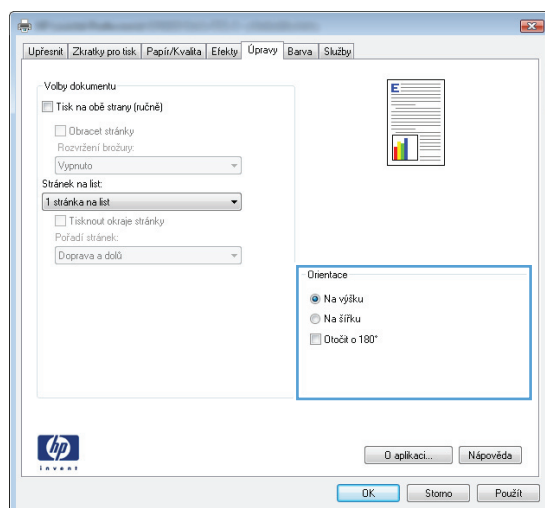 Upřesnit Zkratky pro tisk Papír/Kvalita Efekty Úpravy Barva Služby
Volby dokumentu
Tisk na obě strany (ručně)
Obracet stránky
Rozvržení brožury:
Vypnuto
Stránek na list:
1 stránka na list
Tisknout okraje stránky
Pořadí stránek:
Doprava a dolů
E
Orientace
Na výšku
Na šířku
Otočit o 180°
hp
invent
O aplikaci... Nápověda
OK Storno Použít